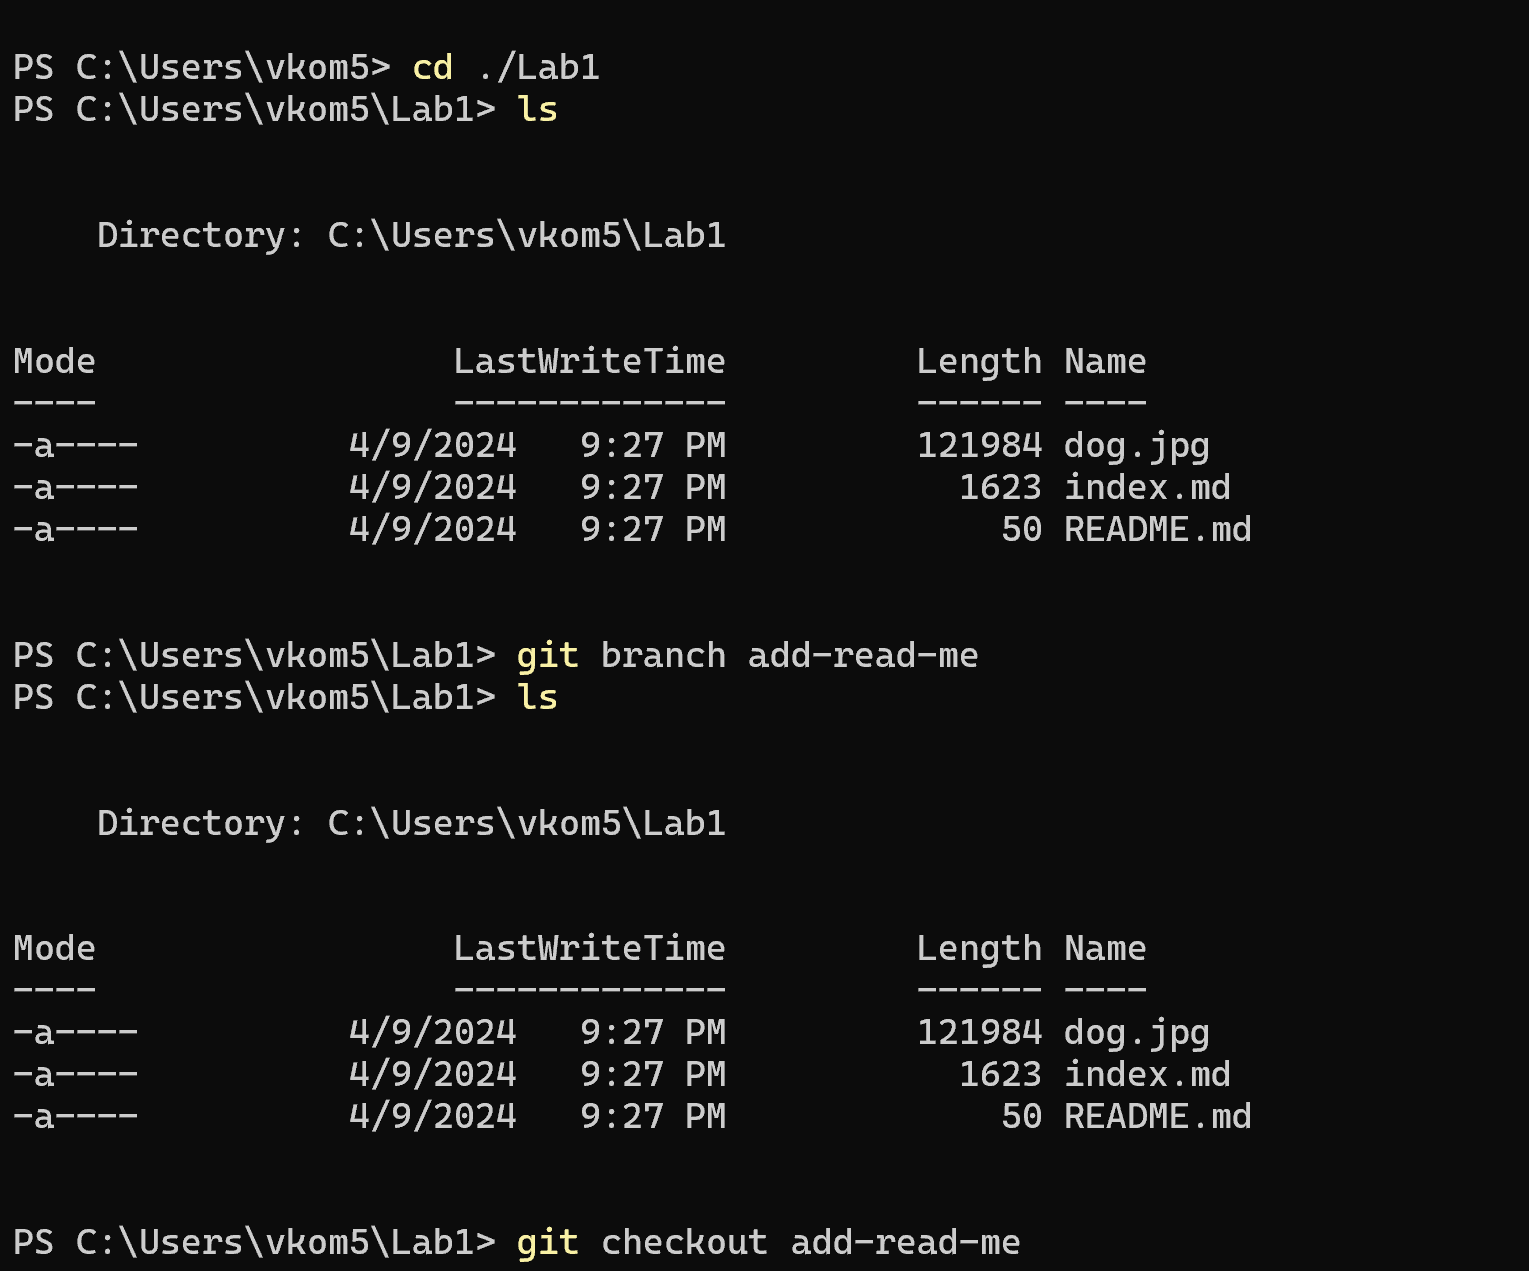 PS C:\Users\vkom5> cd ./Lab1
PS C:\Users\vkom5\Lab1> ls
Directory: C:\Users\vkom5\Lab1
Mode                 LastWriteTime         Length Name
----                 -------------         ------ ----
-a----          4/9/2024   9:27 PM         121984 dog.jpg
-a----          4/9/2024   9:27 PM           1623 index.md
-a----          4/9/2024   9:27 PM             50 README.md
PS C:\Users\vkom5\Lab1> git branch add-read-me
PS C:\Users\vkom5\Lab1> ls
Directory: C:\Users\vkom5\Lab1
Mode                 LastWriteTime         Length Name
----                 -------------         ------ ----
-a----          4/9/2024   9:27 PM         121984 dog.jpg
-a----          4/9/2024   9:27 PM           1623 index.md
-a----          4/9/2024   9:27 PM             50 README.md
PS C:\Users\vkom5\Lab1> git checkout add-read-me